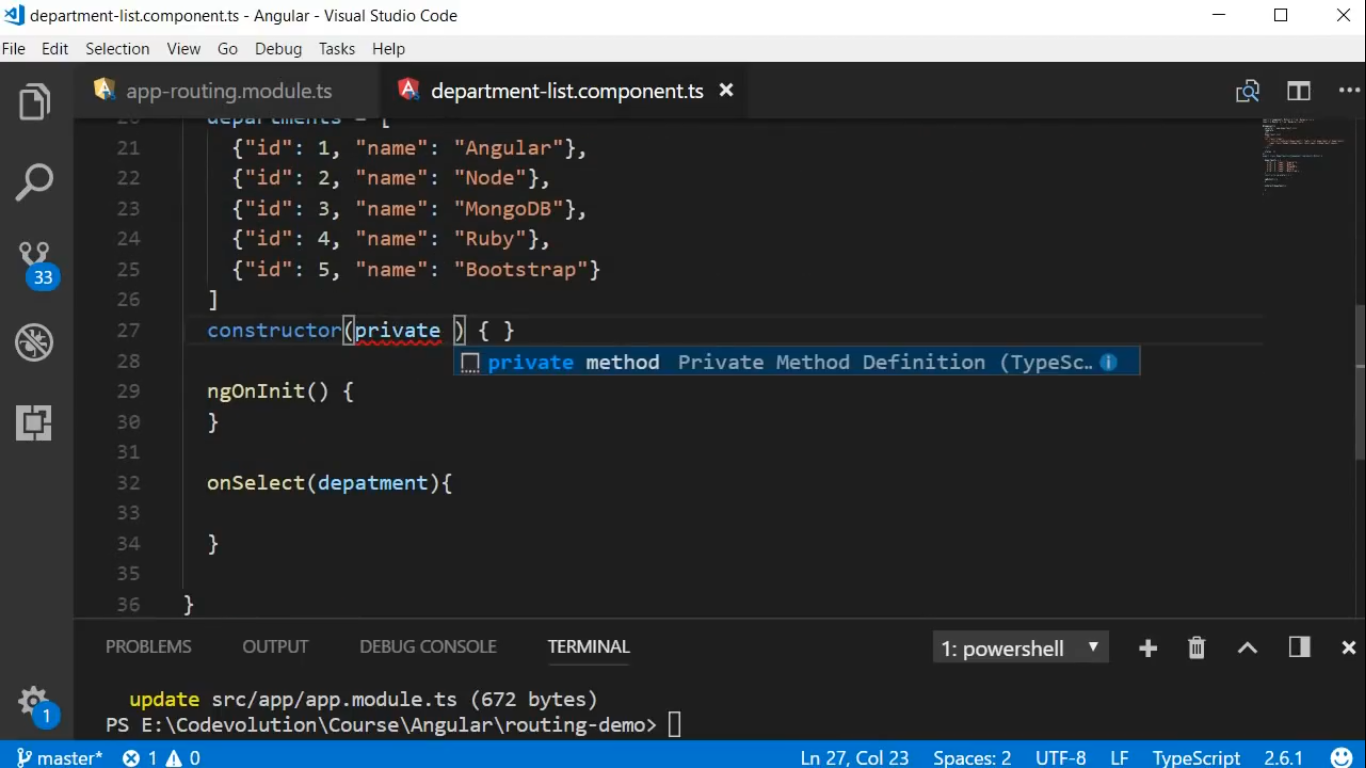 department-list.component.ts - Angular - Visual Studio Code
File Edit Selection View Go Debug Tasks Help
app-routing.module.ts department-list.component.ts
20 departments = [
21 {"id": 1, "name": "Angular"},
22 {"id": 2, "name": "Node"},
23 {"id": 3, "name": "MongoDB"},
24 {"id": 4, "name": "Ruby"},
25 {"id": 5, "name": "Bootstrap"}
26 ]
27 constructor(private ) { }
28 private method Private Method Definition (TypeSc…
29 ngOnInit() {
30 }
31
32 onSelect(depatment){
33
34 }
35
36 }
33
PROBLEMS OUTPUT DEBUG CONSOLE TERMINAL 1: powershell
update src/app/app.module.ts (672 bytes)
PS E:\Codevolution\Course\Angular\routing-demo>
1
master* 1 0 Ln 27, Col 23 Spaces: 2 UTF-8 LF TypeScript 2.6.1